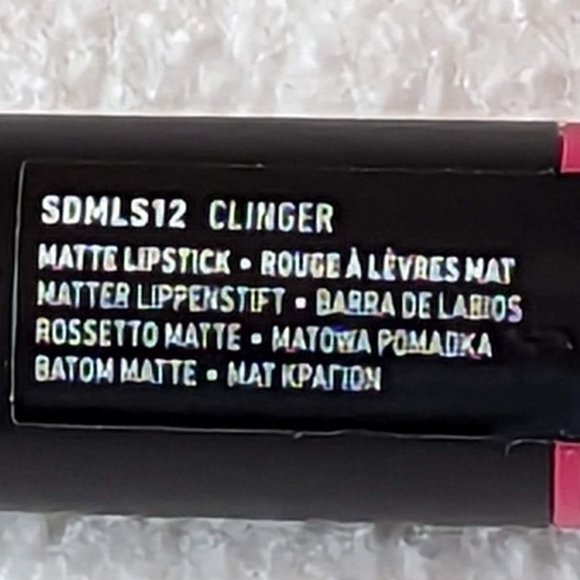 SDMLS12 CLINGER
MATTE LIPSTICK • ROUGE À LÈVRES MAT
MATTER LIPPENSTIFT • BARRA DE LABIOS
ROSSETTO MATTE • MATOWA POMADKA
BATOM MATTE • ΜΑΤ ΚΡΑΓΙΟΝ